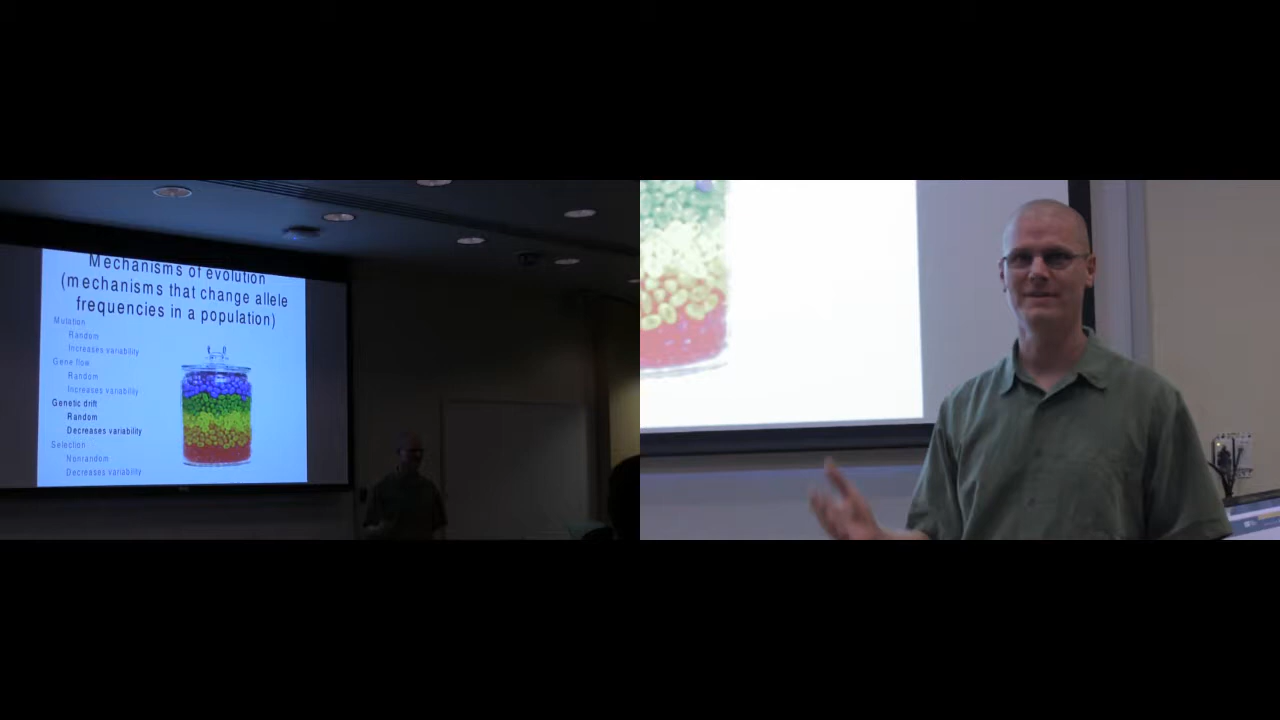 Mechanisms of evolution
(mechanisms that change allele
frequencies in a population)
Mutation
Random
Increases variability
Gene flow
Random
Increases variability
Genetic drift
Random
Decreases variability
Selection
Nonrandom
Decreases variability